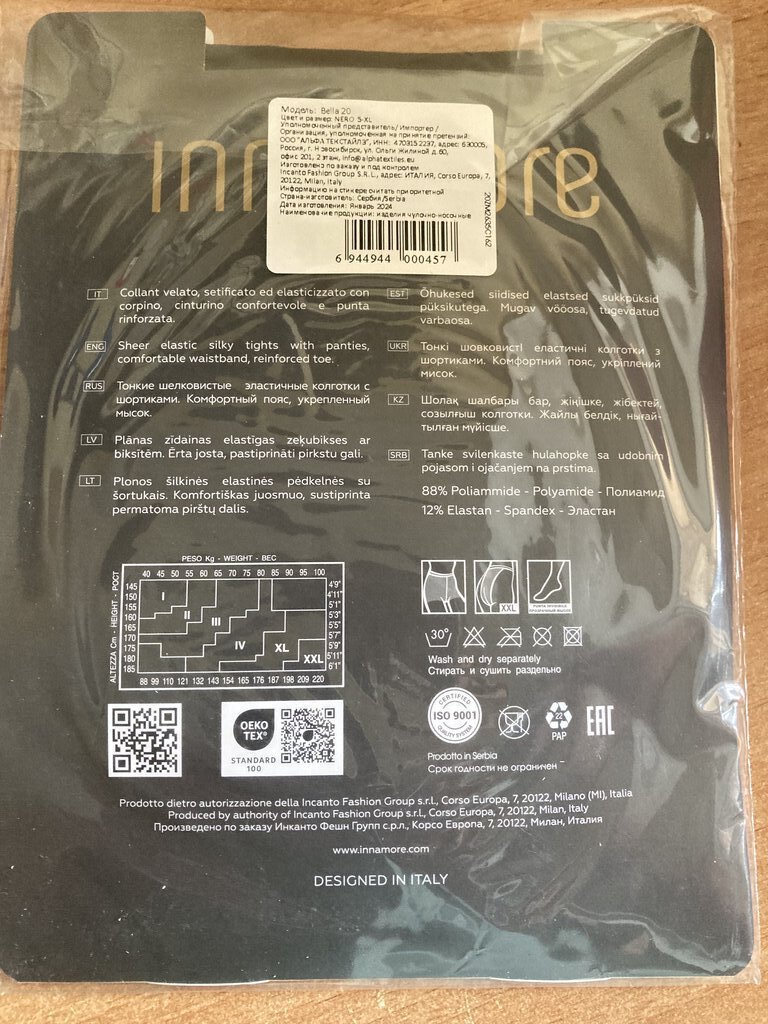 Модель: Bella 20
Цвет и размер: NERO 5-XL
Уполномоченный представитель/ Импортер /
Организация, уполномоченная на принятие претензий:
ООО "АЛЬФА ТЕКСТАЙЛЗ", ИНН: 4703152237, адрес: 630005,
Россия, г. Новосибирск, ул. Ольги Жилиной д.60,
офис 201, 2 этаж, info@alphatextiles.eu
Изготовлено по заказу и под контролем
Incanto Fashion Group S.R.L., адрес: ИТАЛИЯ, Corso Europa, 7,
20122, Milan, Italy
Информацию на стикере считать приоритетной
Страна-изготовитель: Сербия /Serbia
Дата изготовления: Январь 2024
Наименование продукции: изделия чулочно-носочные
6 944944 000457
inn ore
IT Collant velato, setificato ed elasticizzato con
corpino, cinturino confortevole e punta
rinforzata.
ENG Sheer elastic silky tights with panties,
comfortable waistband, reinforced toe.
RUS Тонкие шелковистые эластичные колготки с
шортиками. Комфортный пояс, укрепленный
мысок.
LV Plānas zīdainas elastīgas zeķubikses ar
biksītēm. Ērta josta, pastiprināti pirkstu gali.
LT Plonos šilkinės elastinės pėdkelnės su
šortukais. Komfortiškas juosmuo, sustiprinta
permatoma pirštų dalis.
EST Õhukesed siidised elastsed sukkpüksid
püksikutega. Mugav vöösa, tugevdatud
varbaosa.
UKR Тонкі шовковисті еластичні колготки з
шортиками. Комфортний пояс, укріплений
мисок.
KZ Шолақ шалбары бар, жіңішке, жібектей,
созылғыш колготки. Жайлы белдік, нығай-
тылған мүйісше.
SRB Tanke svilenkaste hulahopke sa udobnim
pojasom i ojačanjem na prstima.
88% Poliammide - Polyamide - Полиамид
12% Elastan - Spandex - Эластан
PESO Kg - WEIGHT - ВЕС
40 45 50 55 60 65 70 75 80 85 90 95 100
ALTEZZA Cm - HEIGHT - РОСТ
145 4'9"
150 4'11"
155 5'1"
160 5'3"
165 5'5"
170 5'7"
175 5'9"
180 5'11"
185 6'1"
I II III IV XL XXL
88 99 110 121 132 143 154 165 176 187 198 209 220
XXL
PUNTA INVISIBILE
ПРОЗРАЧНЫЙ МЫСОК
30°
Wash and dry separately
Стирать и сушить раздельно
OEKO
TEX®
STANDARD
100
CERTIFIED
ISO 9001
QUALITY SYSTEM
22
PAP
EAC
Prodotto in Serbia
Срок годности не ограничен
Prodotto dietro autorizzazione della Incanto Fashion Group s.r.l., Corso Europa, 7, 20122, Milano (MI), Italia
Produced by authority of Incanto Fashion Group s.r.l., Corso Europa, 7, 20122, Milan, Italy
Произведено по заказу Инканто Фешн Групп с.р.л., Корсо Европа, 7, 20122, Милан, Италия
www.innamore.com
DESIGNED IN ITALY